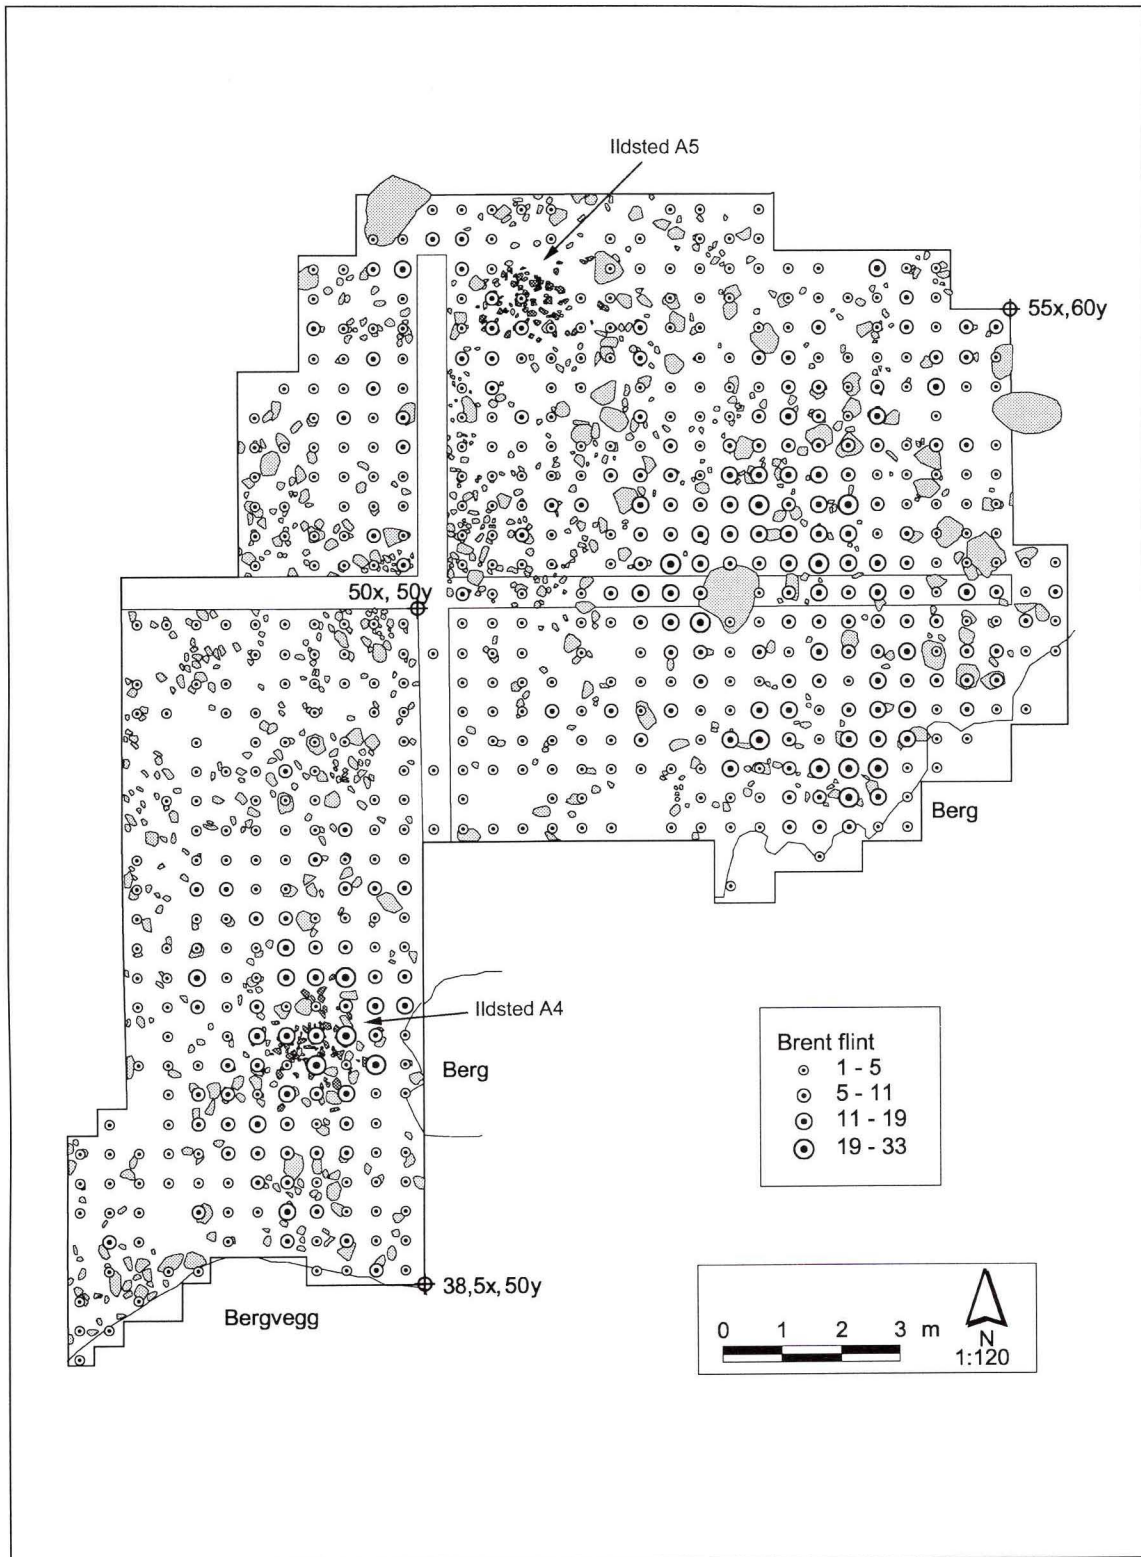 Ildsted A5
55x, 60y
50x, 50y
Berg
Ildsted A4
Berg
Brent flint
1 - 5
5 - 11
11 - 19
19 - 33
38,5x, 50y
Bergvegg
0 1 2 3 m
N
1:120